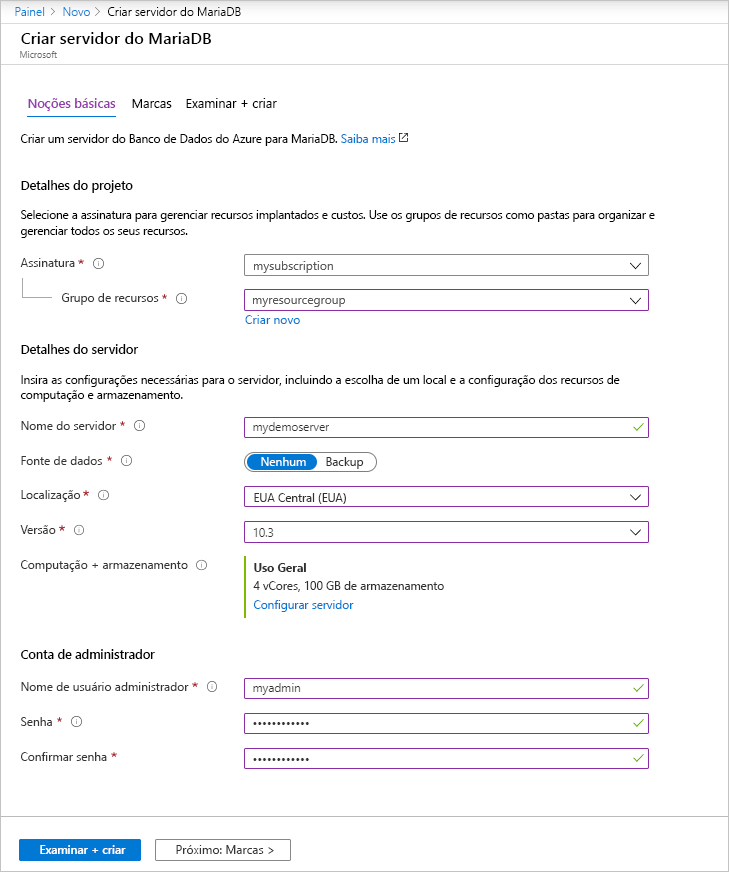 Painel > Novo > Criar servidor do MariaDB
Criar servidor do MariaDB
Microsoft
Noções básicas Marcas Examinar + criar
Criar um servidor do Banco de Dados do Azure para MariaDB. Saiba mais
Detalhes do projeto
Selecione a assinatura para gerenciar recursos implantados e custos. Use os grupos de recursos como pastas para organizar e
gerenciar todos os seus recursos.
Assinatura * mysubscription
Grupo de recursos * myresourcegroup
Criar novo
Detalhes do servidor
Insira as configurações necessárias para o servidor, incluindo a escolha de um local e a configuração dos recursos de
computação e armazenamento.
Nome do servidor * mydemoserver
Fonte de dados * Nenhum Backup
Localização * EUA Central (EUA)
Versão * 10.3
Computação + armazenamento Uso Geral
4 vCores, 100 GB de armazenamento
Configurar servidor
Conta de administrador
Nome de usuário administrador * myadmin
Senha * ••••••••••••
Confirmar senha * ••••••••••••
Examinar + criar Próximo: Marcas >